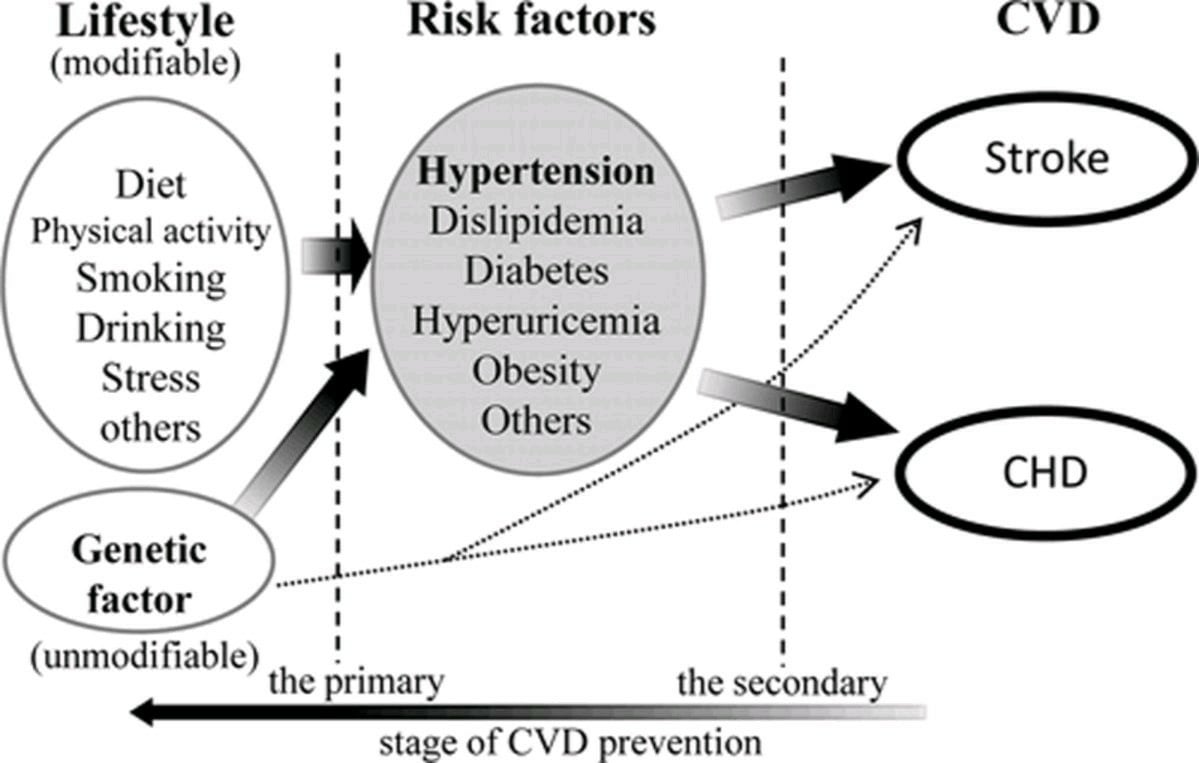 Lifestyle
(modifiable)
Diet
Physical activity
Smoking
Drinking
Stress
others
Genetic
factor
(unmodifiable)
Risk factors
Hypertension
Dislipidemia
Diabetes
Hyperuricemia
Obesity
Others
CVD
Stroke
CHD
the primary
the secondary
stage of CVD prevention